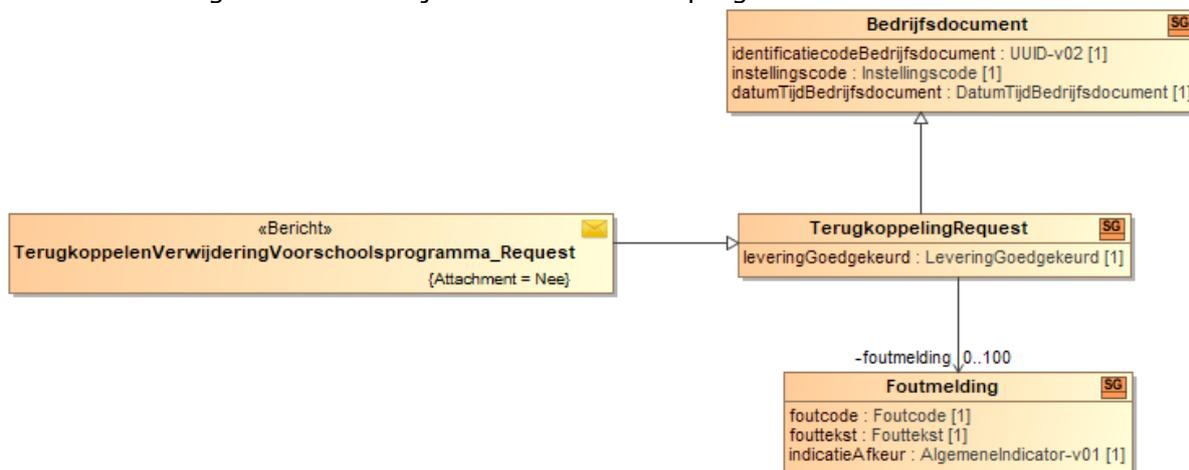 Bedrijfsdocument
SG
identificatiecodeBedrijfsdocument : UUID-v02 [1]
instellingscode : Instellingscode [1]
datumTijdBedrijfsdocument : DatumTijdBedrijfsdocument [1]
«Bericht»
TerugkoppelenVerwijderingVoorschoolsprogramma_Request
{Attachment = Nee}
TerugkoppelingRequest
SG
leveringGoedgekeurd : LeveringGoedgekeurd [1]
-foutmelding 0..100
Foutmelding
SG
foutcode : Foutcode [1]
fouttekst : Fouttekst [1]
indicatieAfkeur : AlgemeneIndicator-v01 [1]